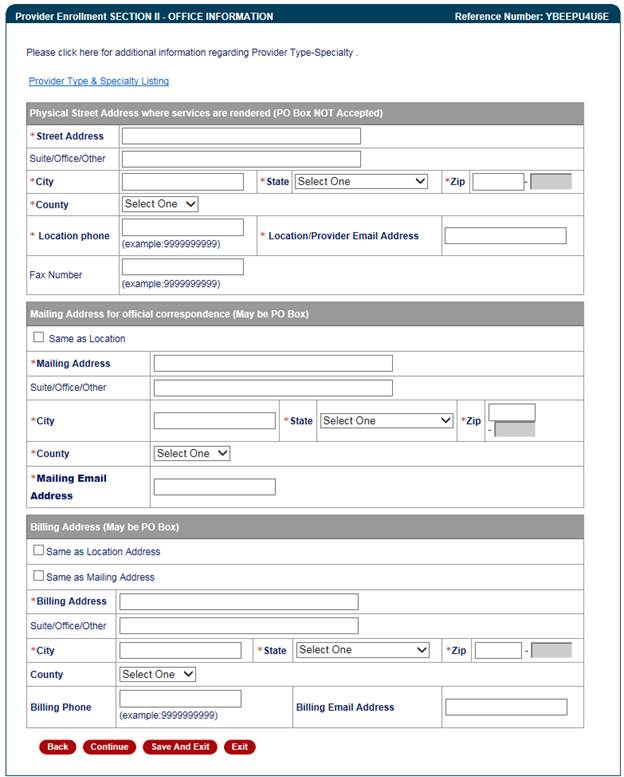 Provider Enrollment SECTION II - OFFICE INFORMATION Reference Number: YBEEPU4U6E
Please click here for additional information regarding Provider Type-Specialty .
Provider Type & Specialty Listing
Physical Street Address where services are rendered (PO Box NOT Accepted)
*Street Address
Suite/Office/Other
*City *State Select One *Zip -
*County Select One
* Location phone (example:9999999999) * Location/Provider Email Address
Fax Number (example:9999999999)
Mailing Address for official correspondence (May be PO Box)
Same as Location
*Mailing Address
Suite/Office/Other
*City *State Select One *Zip -
*County Select One
*Mailing Email
Address
Billing Address (May be PO Box)
Same as Location Address
Same as Mailing Address
*Billing Address
Suite/Office/Other
*City *State Select One *Zip -
County Select One
Billing Phone (example:9999999999) Billing Email Address
Back Continue Save And Exit Exit